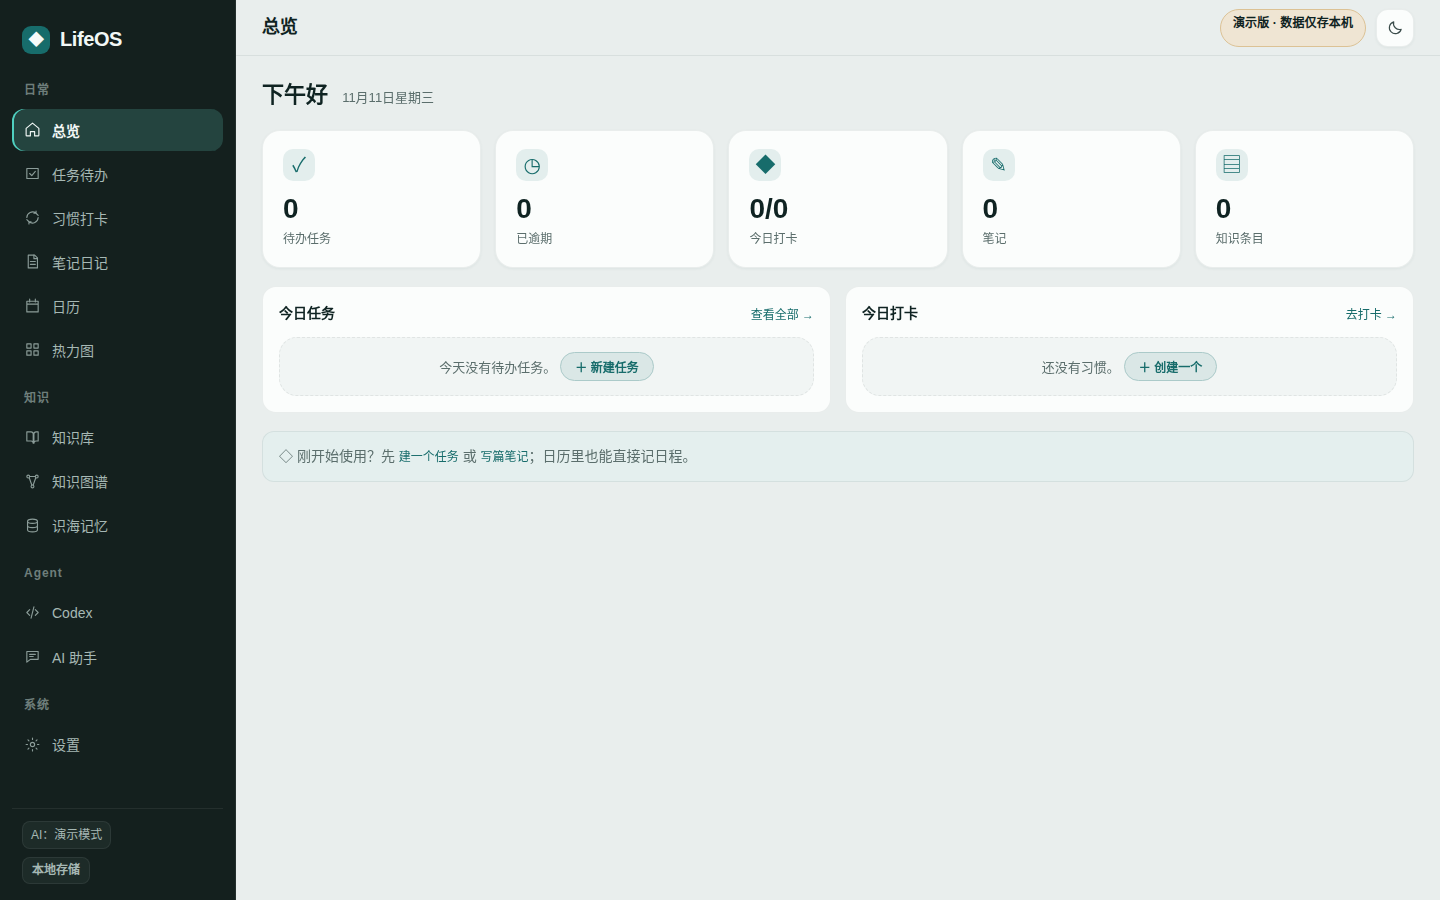 LifeOS
日常
总览
任务待办
习惯打卡
笔记日记
日历
热力图
知识
知识库
知识图谱
识海记忆
Agent
Codex
AI 助手
系统
设置
AI：演示模式
本地存储
总览
演示版 · 数据仅存本机
下午好 11月11日星期三
0
待办任务
0
已逾期
0/0
今日打卡
0
笔记
0
知识条目
今日任务
查看全部 →
今天没有待办任务。 ＋ 新建任务
今日打卡
去打卡 →
还没有习惯。 ＋ 创建一个
◇ 刚开始使用？先 建一个任务 或 写篇笔记；日历里也能直接记日程。